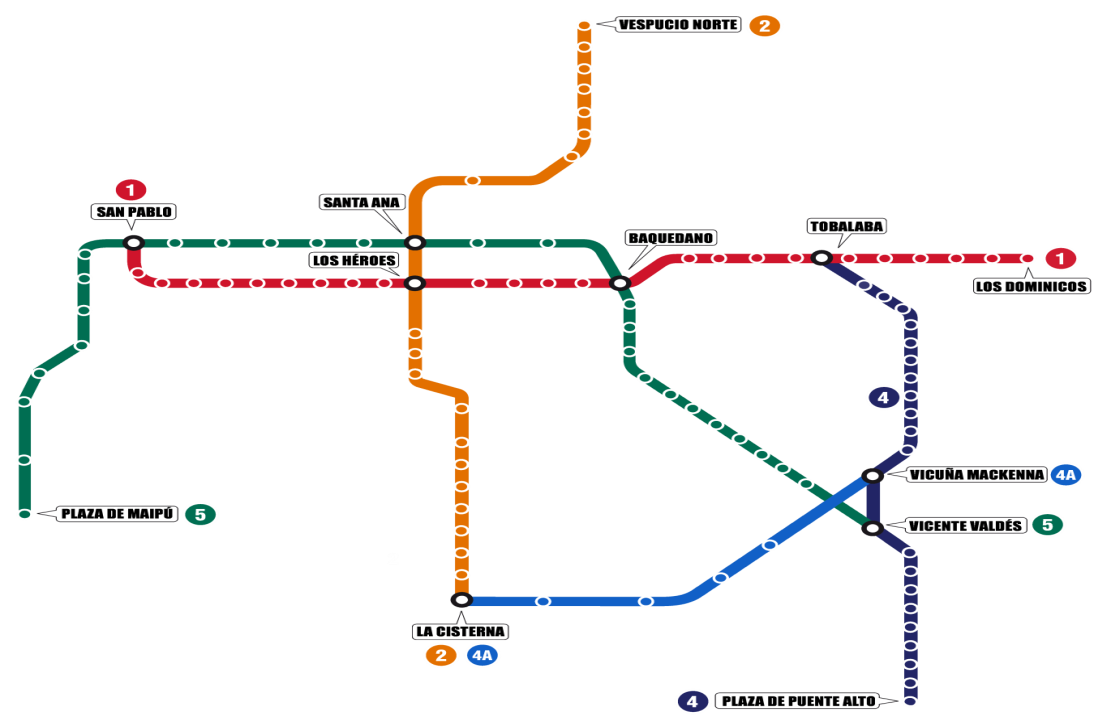 VESPUCIO NORTE 2
1
SAN PABLO
SANTA ANA
TOBALABA
BAQUEDANO
LOS HÉROES
1
LOS DOMINICOS
4
VICUÑA MACKENNA 4A
PLAZA DE MAIPÚ 5
VICENTE VALDÉS 5
LA CISTERNA
2 4A
4 PLAZA DE PUENTE ALTO